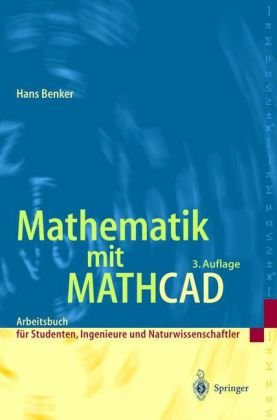 Hans Benker
Mathematik
mit
3. Auflage
MATHCAD
Arbeitsbuch
für Studenten, Ingenieure und Naturwissenschaftler
Springer